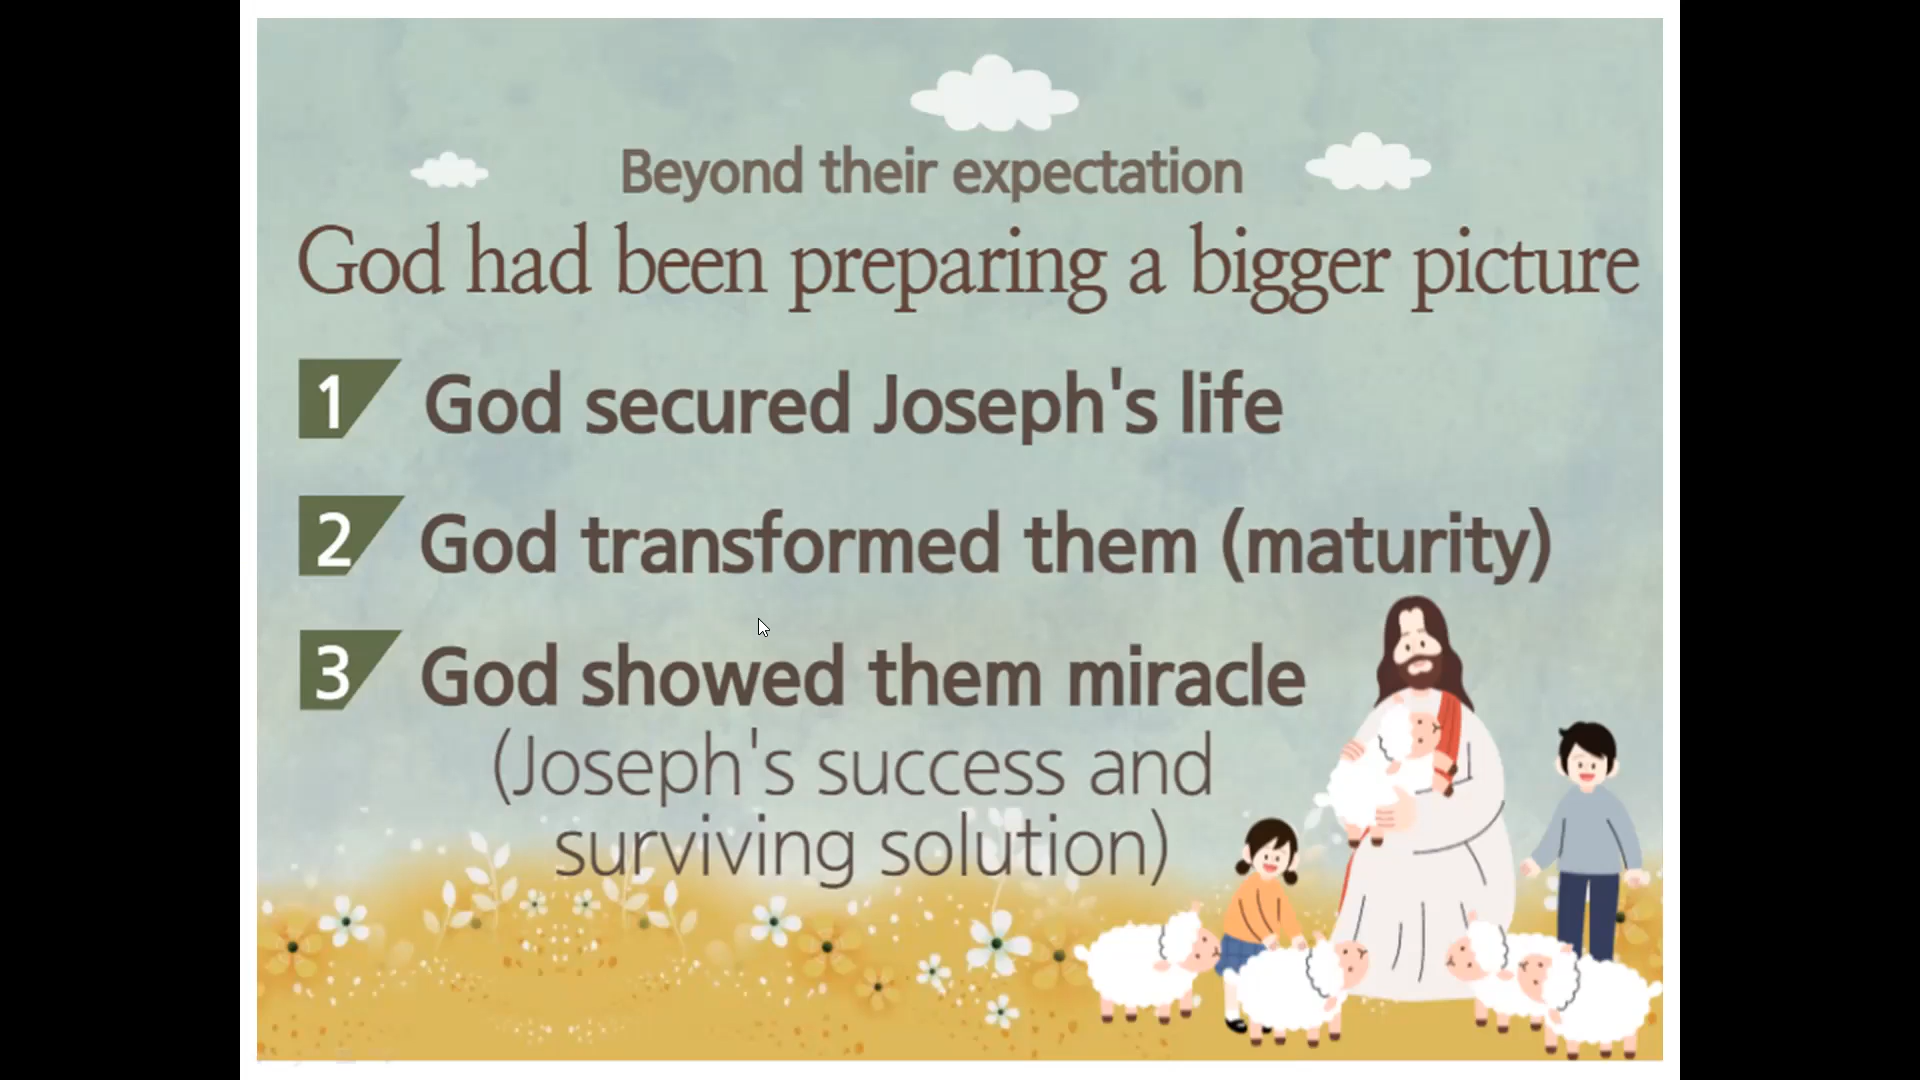 Beyond their expectation
God had been preparing a bigger picture
1 God secured Joseph's life
2 God transformed them (maturity)
3 God showed them miracle
(Joseph's success and
surviving solution)